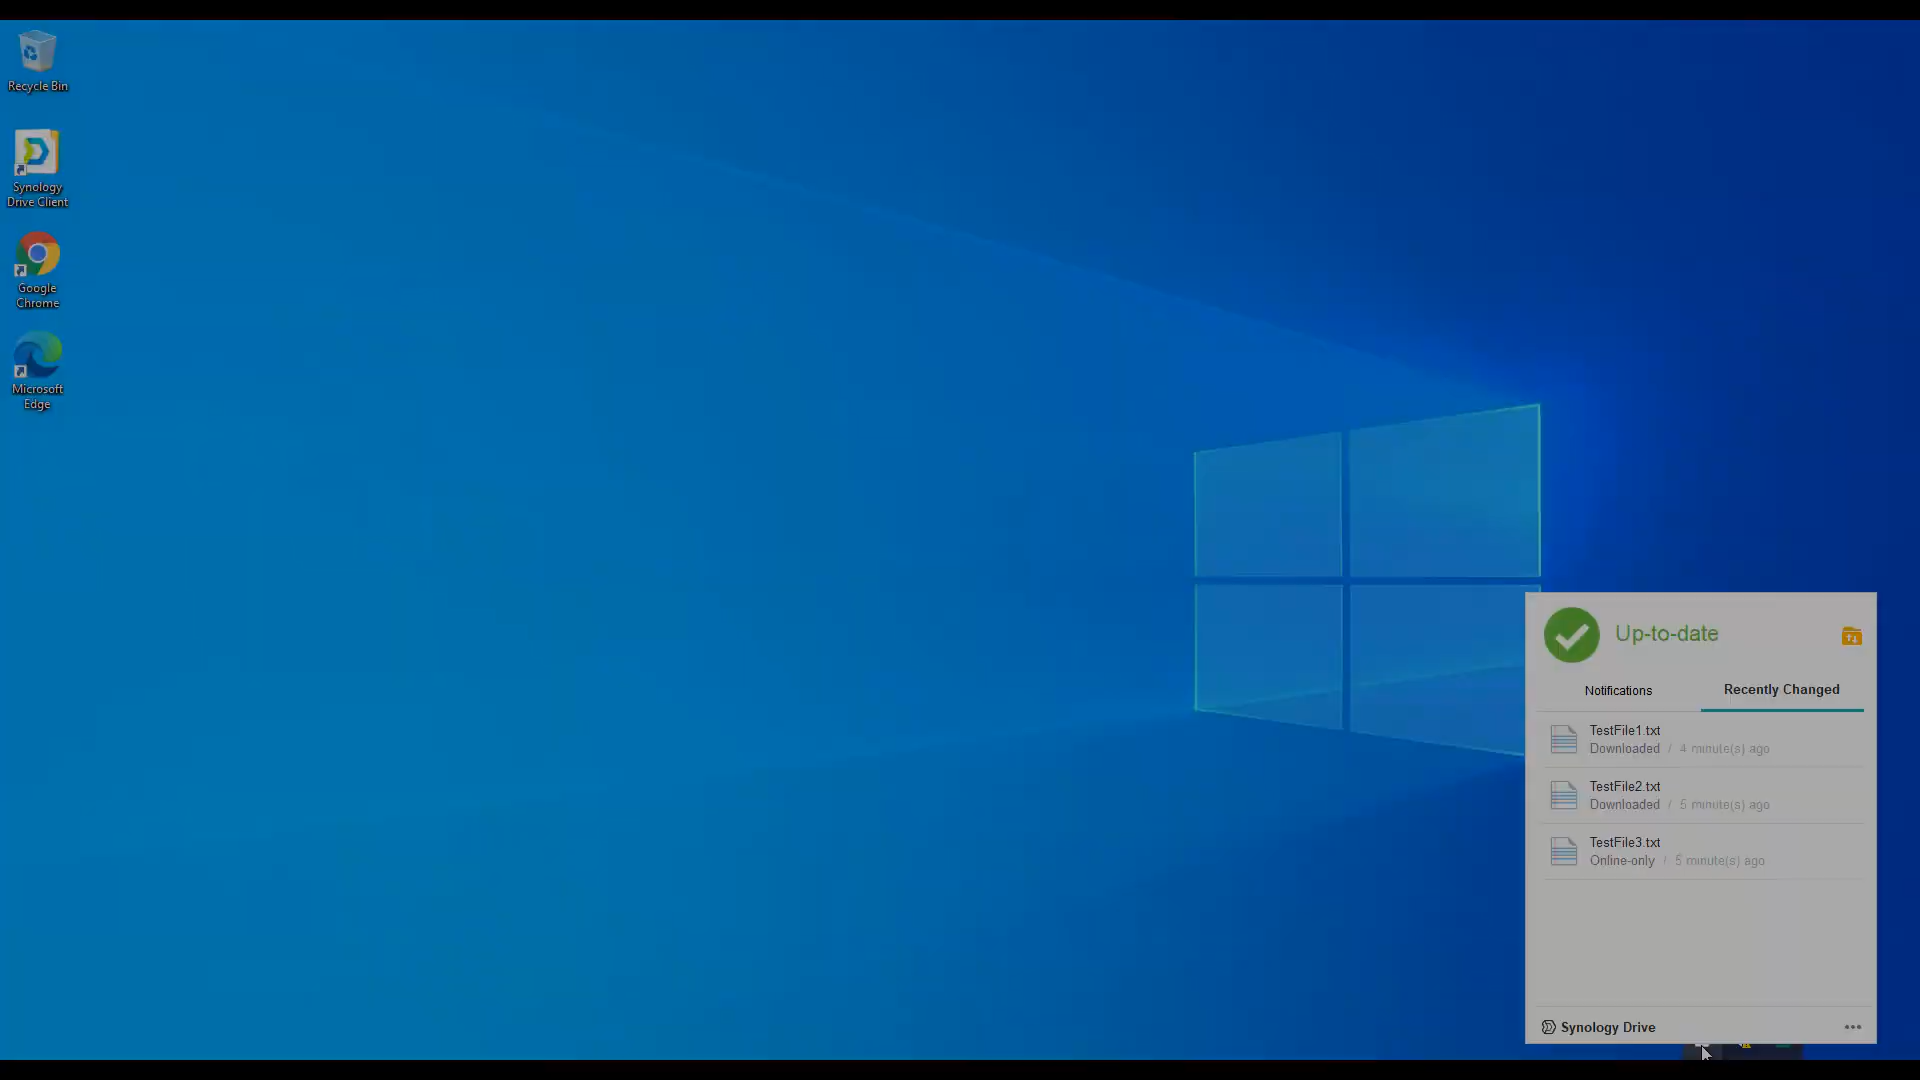 Recycle Bin
Synology
Drive Client
Google
Chrome
Microsoft
Edge
Up-to-date
Notifications
Recently Changed
TestFile1.txt
Downloaded / 4 minute(s) ago
TestFile2.txt
Downloaded / 5 minute(s) ago
TestFile3.txt
Online-only / 5 minute(s) ago
Synology Drive